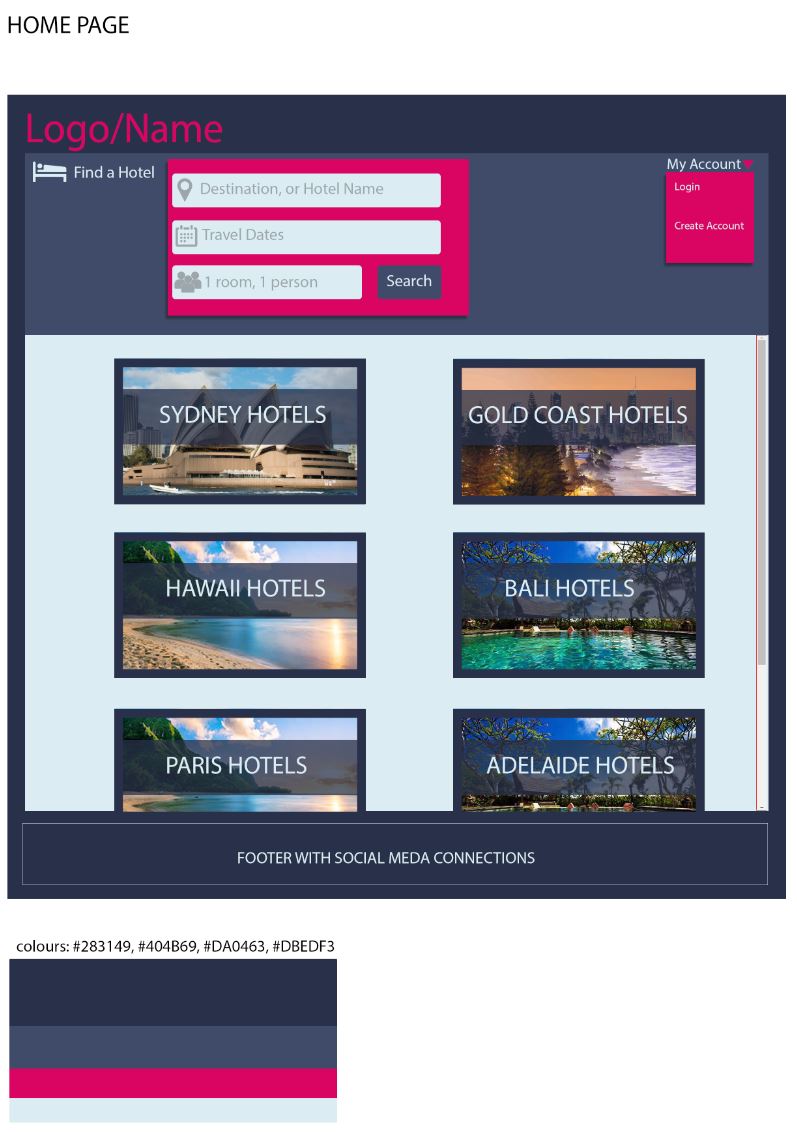 HOME PAGE
Logo/Name
Find a Hotel
Destination, or Hotel Name
Travel Dates
1 room, 1 person
Search
My Account
Login
Create Account
SYDNEY HOTELS
GOLD COAST HOTELS
HAWAII HOTELS
BALI HOTELS
PARIS HOTELS
ADELAIDE HOTELS
FOOTER WITH SOCIAL MEDA CONNECTIONS
colours: #283149, #404B69, #DA0463, #DBEDF3